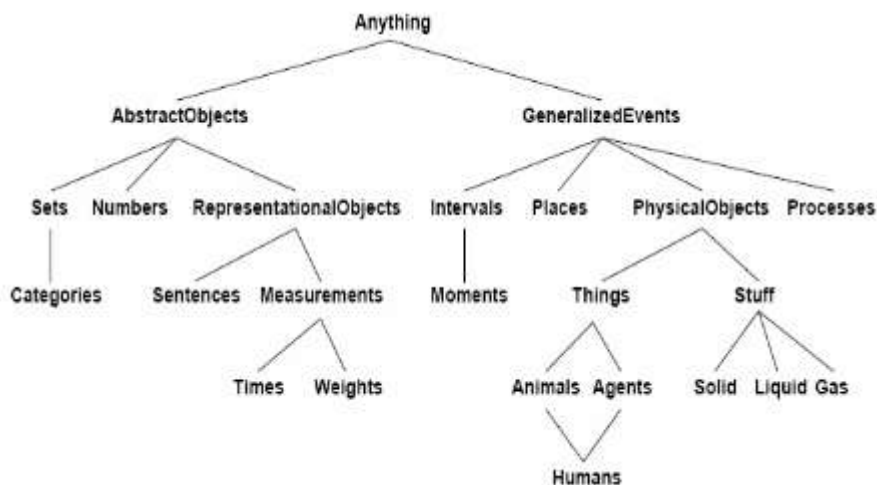 Anything
AbstractObjects GeneralizedEvents
Sets Numbers RepresentationalObjects Intervals Places PhysicalObjects Processes
Categories Sentences Measurements Moments Things Stuff
Times Weights Animals Agents Solid Liquid Gas
Humans